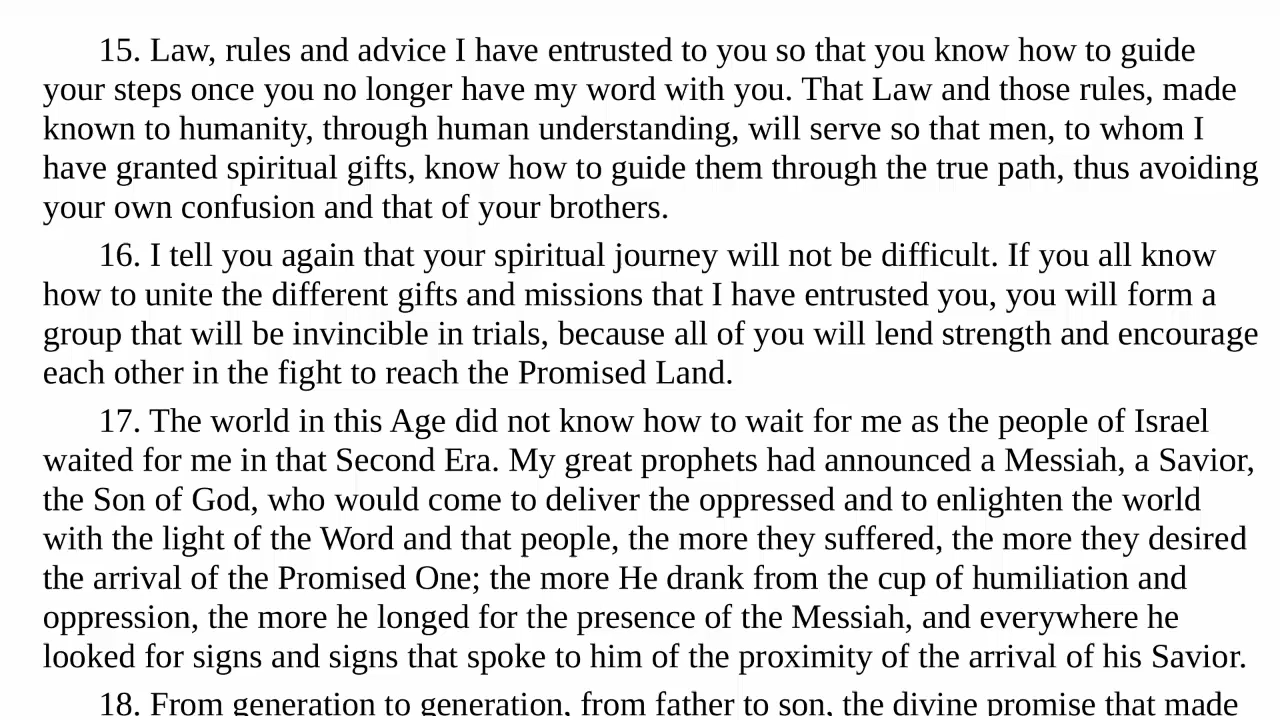 15. Law, rules and advice I have entrusted to you so that you know how to guide
your steps once you no longer have my word with you. That Law and those rules, made
known to humanity, through human understanding, will serve so that men, to whom I
have granted spiritual gifts, know how to guide them through the true path, thus avoiding
your own confusion and that of your brothers.
16. I tell you again that your spiritual journey will not be difficult. If you all know
how to unite the different gifts and missions that I have entrusted you, you will form a
group that will be invincible in trials, because all of you will lend strength and encourage
each other in the fight to reach the Promised Land.
17. The world in this Age did not know how to wait for me as the people of Israel
waited for me in that Second Era. My great prophets had announced a Messiah, a Savior,
the Son of God, who would come to deliver the oppressed and to enlighten the world
with the light of the Word and that people, the more they suffered, the more they desired
the arrival of the Promised One; the more He drank from the cup of humiliation and
oppression, the more he longed for the presence of the Messiah, and everywhere he
looked for signs and signs that spoke to him of the proximity of the arrival of his Savior.
18. From generation to generation, from father to son, the divine promise that made